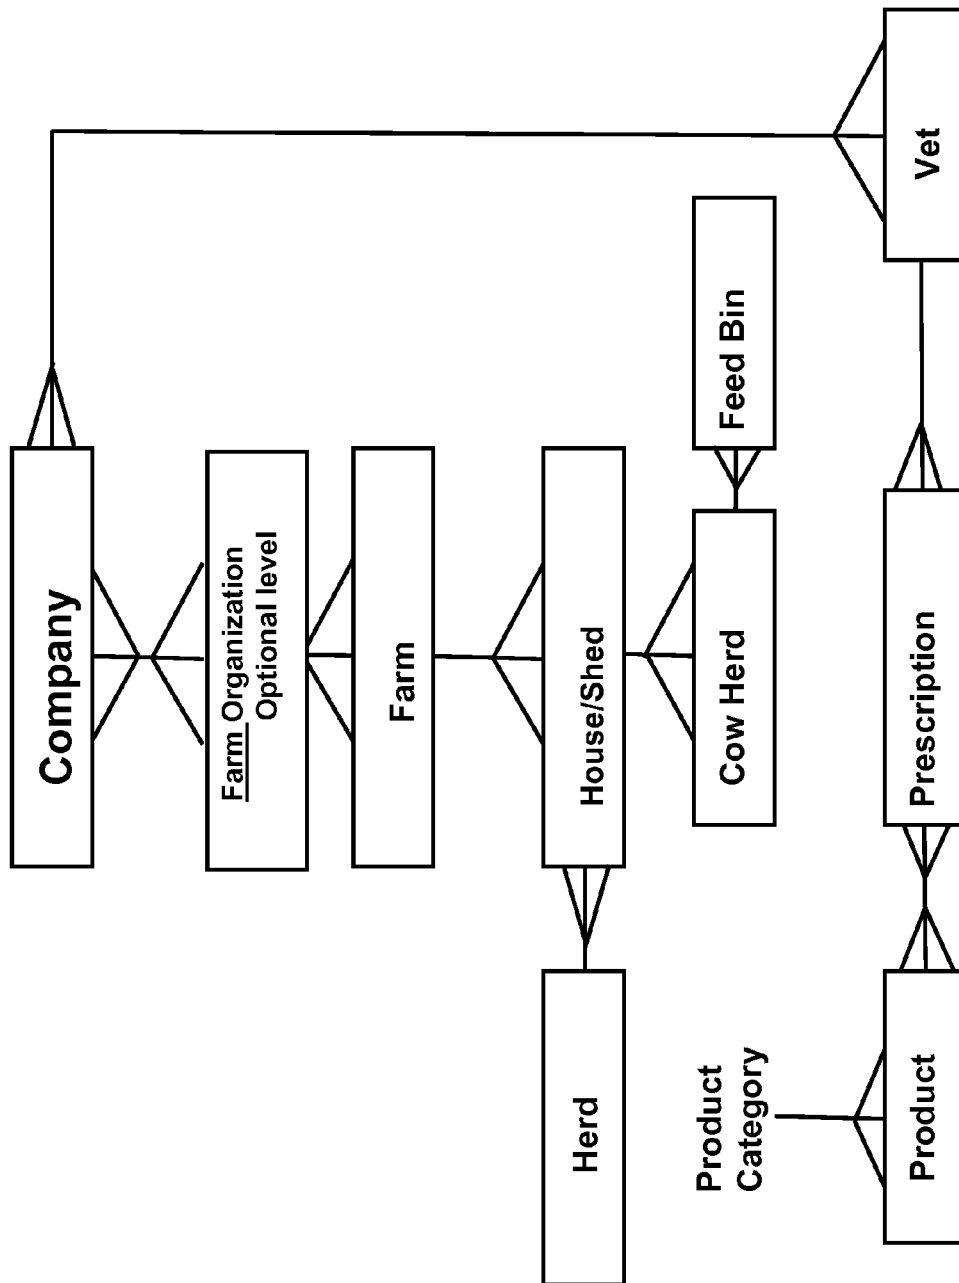 Company
Farm Organization
Optional level
Farm
Herd
House/Shed
Product
Category
Cow Herd
Feed Bin
Product
Prescription
Vet